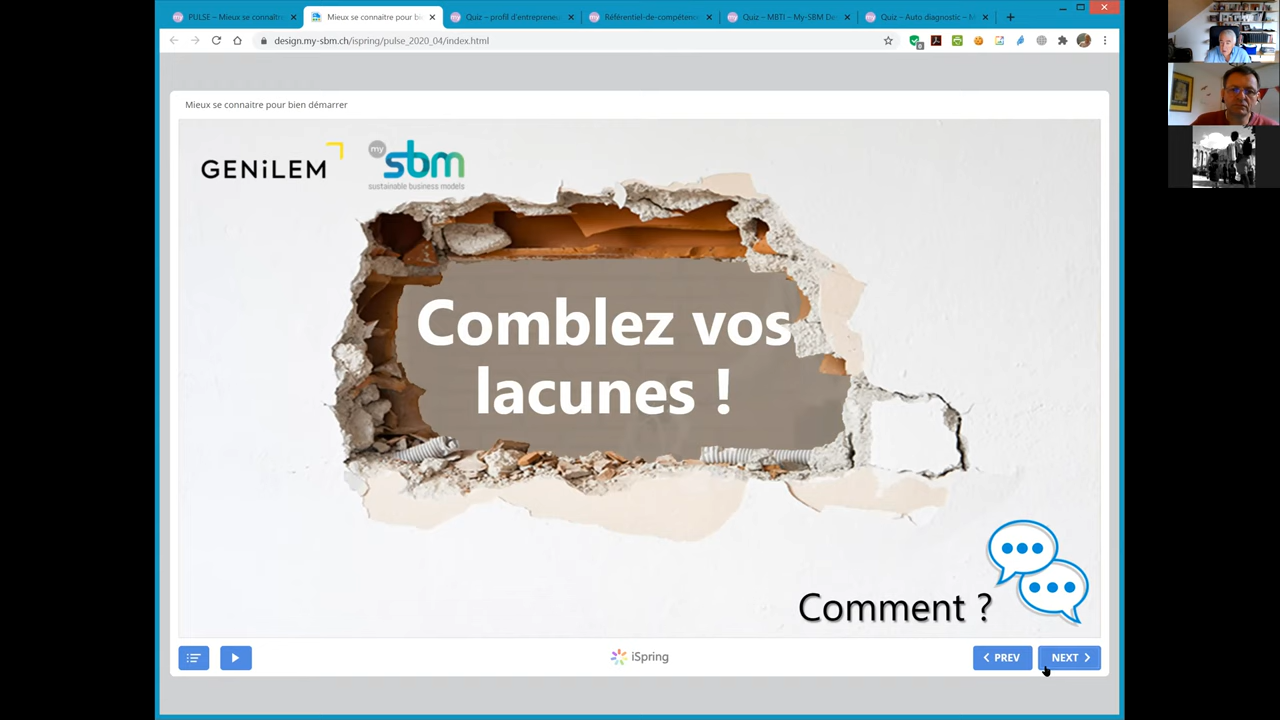 PULSE – Mieux se connaitre
Mieux se connaitre pour bi
Quiz – profil d'entrepreneu
Référentiel-de-compétenc
Quiz – MBTI – My-SBM De
Quiz – Auto diagnostic – M
design.my-sbm.ch/ispring/pulse_2020_04/index.html
Mieux se connaitre pour bien démarrer
GENiLEM
my
sbm
sustainable business models
Comblez vos
lacunes !
Comment ?
iSpring
PREV
NEXT